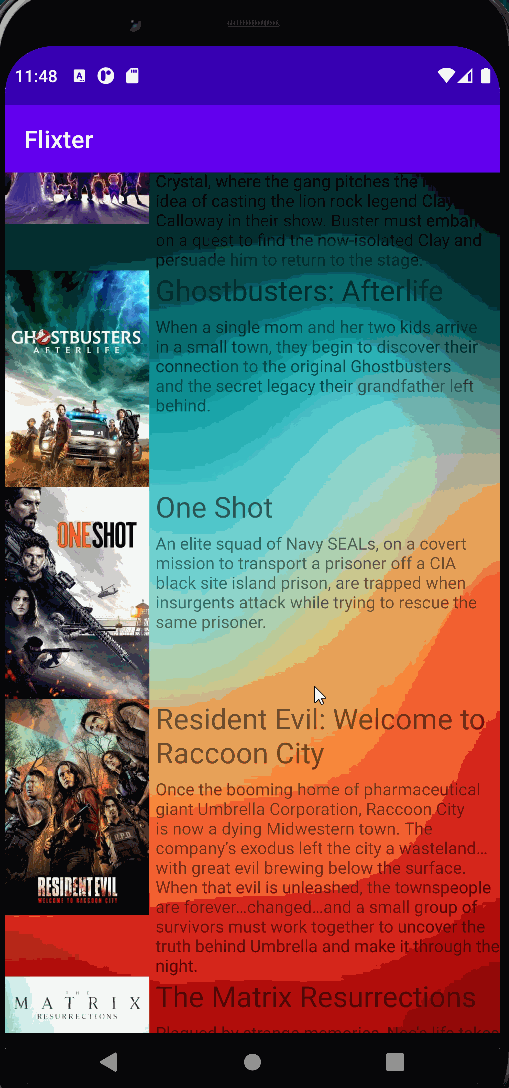 11:48
Flixter
Crystal, where the gang pitches the
idea of casting the lion rock legend Clay
Calloway in their show. Buster must embark
on a quest to find the now-isolated Clay and
persuade him to return to the stage.
GHOSTBUSTERS
AFTERLIFE
Ghostbusters: Afterlife
When a single mom and her two kids arrive
in a small town, they begin to discover their
connection to the original Ghostbusters
and the secret legacy their grandfather left
behind.
ONE SHOT
One Shot
An elite squad of Navy SEALs, on a covert
mission to transport a prisoner off a CIA
black site island prison, are trapped when
insurgents attack while trying to rescue the
same prisoner.
RESIDENT EVIL
WELCOME TO RACCOON CITY
Resident Evil: Welcome to
Raccoon City
Once the booming home of pharmaceutical
giant Umbrella Corporation, Raccoon City
is now a dying Midwestern town. The
company's exodus left the city a wasteland…
with great evil brewing below the surface.
When that evil is unleashed, the townspeople
are forever…changed…and a small group of
survivors must work together to uncover the
truth behind Umbrella and make it through the
night.
THE
MATRIX
RESURRECTIONS
The Matrix Resurrections
Plagued by strange memories, Neo's life takes